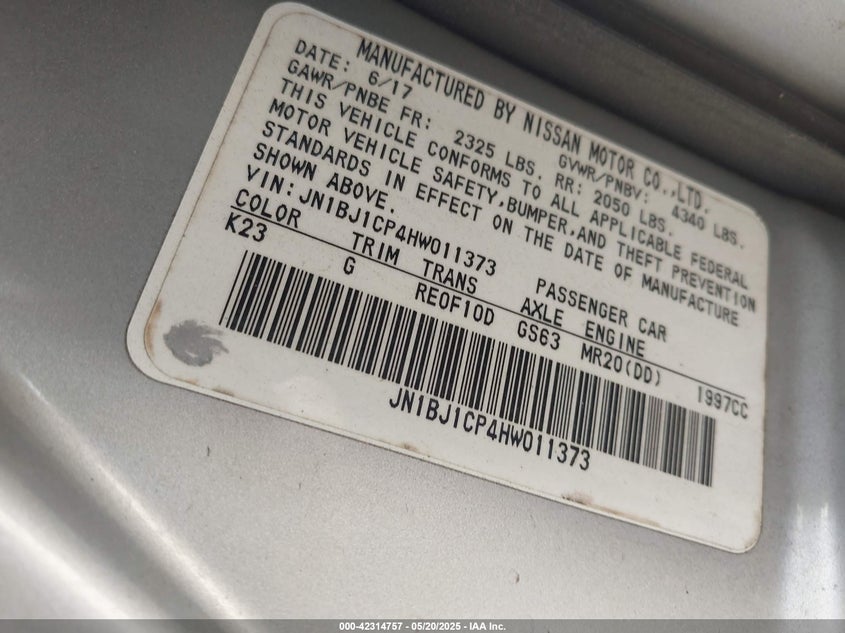 MANUFACTURED BY NISSAN MOTOR CO.,LTD.
DATE: 6/17 GVWR/PNBV: 4340 LBS.
GAWR/PNBE FR: 2325 LBS. RR: 2050 LBS.
THIS VEHICLE CONFORMS TO ALL APPLICABLE FEDERAL
MOTOR VEHICLE SAFETY,BUMPER,AND THEFT PREVENTION
STANDARDS IN EFFECT ON THE DATE OF MANUFACTURE
SHOWN ABOVE.
VIN:JN1BJ1CP4HW011373 PASSENGER CAR
COLOR TRIM TRANS AXLE ENGINE
K23 G RE0F10D GS63 MR20(DD) 1997CC
JN1BJ1CP4HW011373
000-42314757 - 05/20/2025 - IAA Inc.